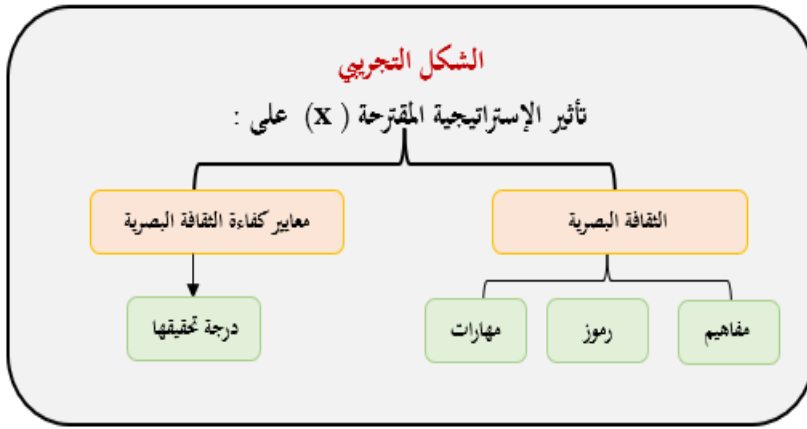 الشكل التجريبي
تأثير الإستراتيجية المقترحة ( x ) على :
الثقافة البصرية
معايير كفاءة الثقافة البصرية
مفاهيم
رموز
مهارات
درجة تحقيقها